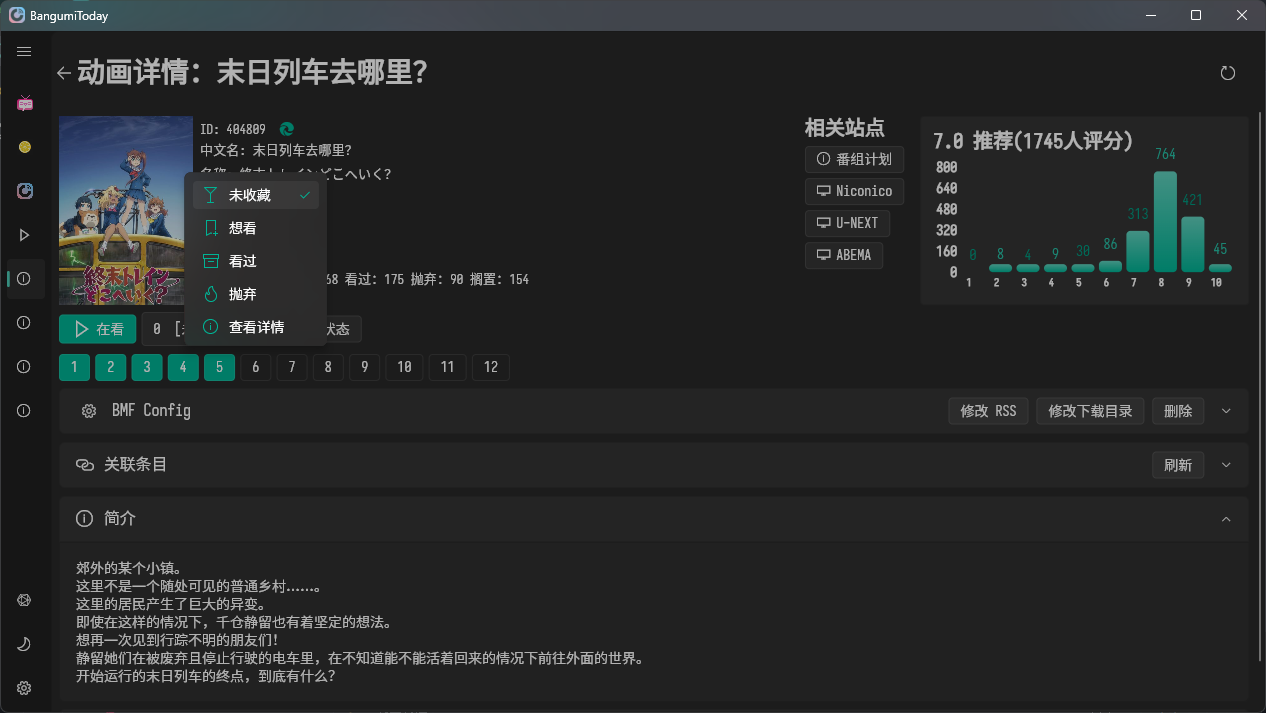 BangumiToday
动画详情：末日列车去哪里？
ID: 404809
中文名：末日列车去哪里？
どこへいく？
未收藏
想看
看过
抛弃
查看详情
68 看过：175 抛弃：90 搁置：154
终末トレイン
どこへいく?
相关站点
番组计划
Niconico
U-NEXT
ABEMA
7.0 推荐(1745人评分)
800
640
480
320
160
0
0
8
4
9
30
86
313
764
421
45
1 2 3 4 5 6 7 8 9 10
在看
0 [
状态
1 2 3 4 5 6 7 8 9 10 11 12
BMF Config
修改 RSS
修改下载目录
删除
关联条目
刷新
简介
郊外的某个小镇。
这里不是一个随处可见的普通乡村......。
这里的居民产生了巨大的异变。
即使在这样的情况下，千仓静留也有着坚定的想法。
想再一次见到行踪不明的朋友们！
静留她们在被废弃且停止行驶的电车里，在不知道能不能活着回来的情况下前往外面的世界。
开始运行的末日列车的终点，到底有什么？